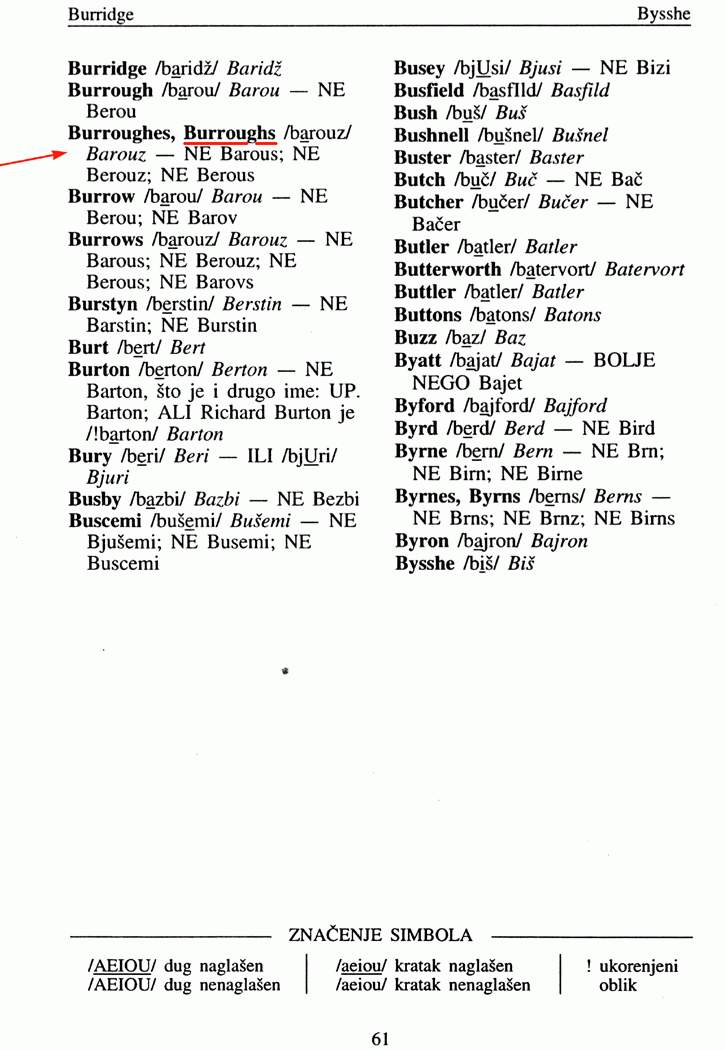 Burridge
Bysshe
Burridge /baridž/ Baridž
Burrough /barou/ Barou — NE
Berou
Burroughes, Burroughs /barouz/
Barouz — NE Barous; NE
Berouz; NE Berous
Burrow /barou/ Barou — NE
Berou; NE Barov
Burrows /barouz/ Barouz — NE
Barous; NE Berouz; NE
Berous; NE Barovs
Burstyn /berstin/ Berstin — NE
Barstin; NE Burstin
Burt /bert/ Bert
Burton /berton/ Berton — NE
Barton, što je i drugo ime: UP.
Barton; ALI Richard Burton je
/!barton/ Barton
Bury /beri/ Beri — ILI /bjUri/
Bjuri
Busby /bazbi/ Bazbi — NE Bezbi
Buscemi /bušemi/ Bušemi — NE
Bjušemi; NE Busemi; NE
Buscemi
Busey /bjUsi/ Bjusi — NE Bizi
Busfield /basfIld/ Basfild
Bush /buš/ Buš
Bushnell /bušnel/ Bušnel
Buster /baster/ Baster
Butch /buč/ Buč — NE Bač
Butcher /bučer/ Bučer — NE
Bačer
Butler /batler/ Batler
Butterworth /batervort/ Batervort
Buttler /batler/ Batler
Buttons /batons/ Batons
Buzz /baz/ Baz
Byatt /bajat/ Bajat — BOLJE
NEGO Bajet
Byford /bajford/ Bajford
Byrd /berd/ Berd — NE Bird
Byrne /bern/ Bern — NE Brn;
NE Birn; NE Birne
Byrnes, Byrns /berns/ Berns —
NE Brns; NE Brnz; NE Birns
Byron /bajron/ Bajron
Bysshe /biš/ Biš
ZNAČENJE SIMBOLA
/AEIOU/ dug naglašen
/AEIOU/ dug nenaglašen
/aeiou/ kratak naglašen
/aeiou/ kratak nenaglašen
! ukorenjeni
oblik
61